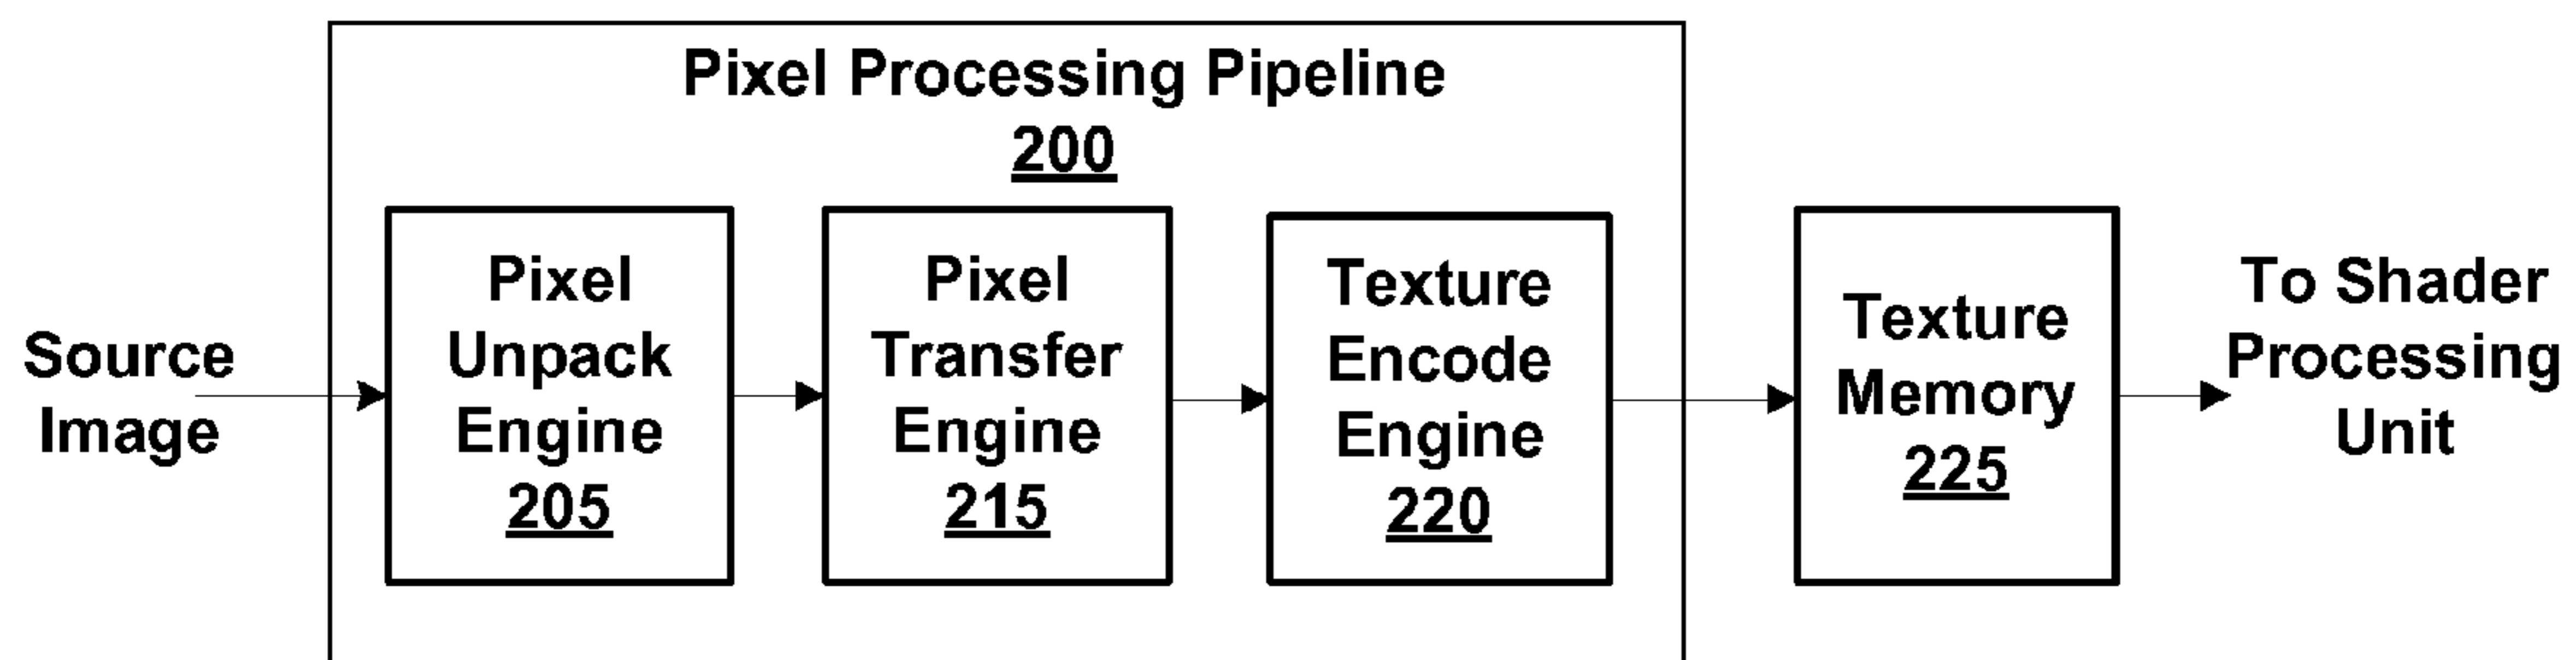 Pixel Processing Pipeline
200
Source
Image
Pixel
Unpack
Engine
205
Pixel
Transfer
Engine
215
Texture
Encode
Engine
220
Texture
Memory
225
To Shader
Processing
Unit